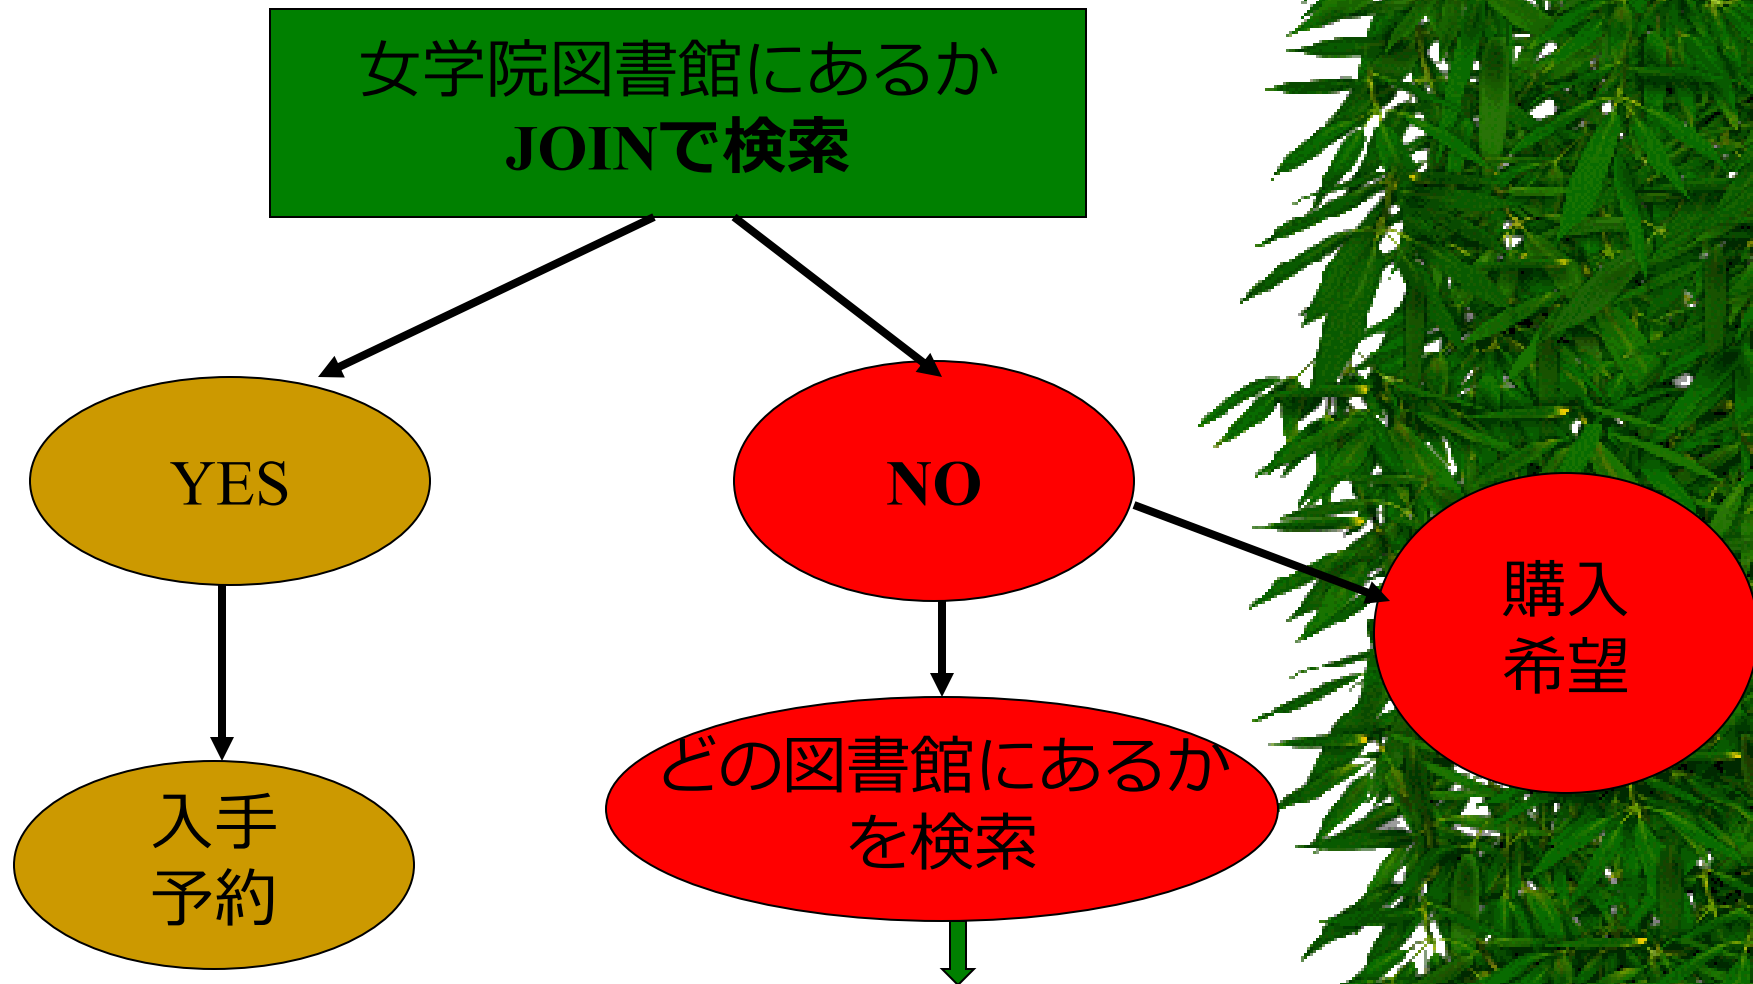 女学院図書館にあるか
JOINで検索
YES
NO
購入
希望
どの図書館にあるか
を検索
入手
予約